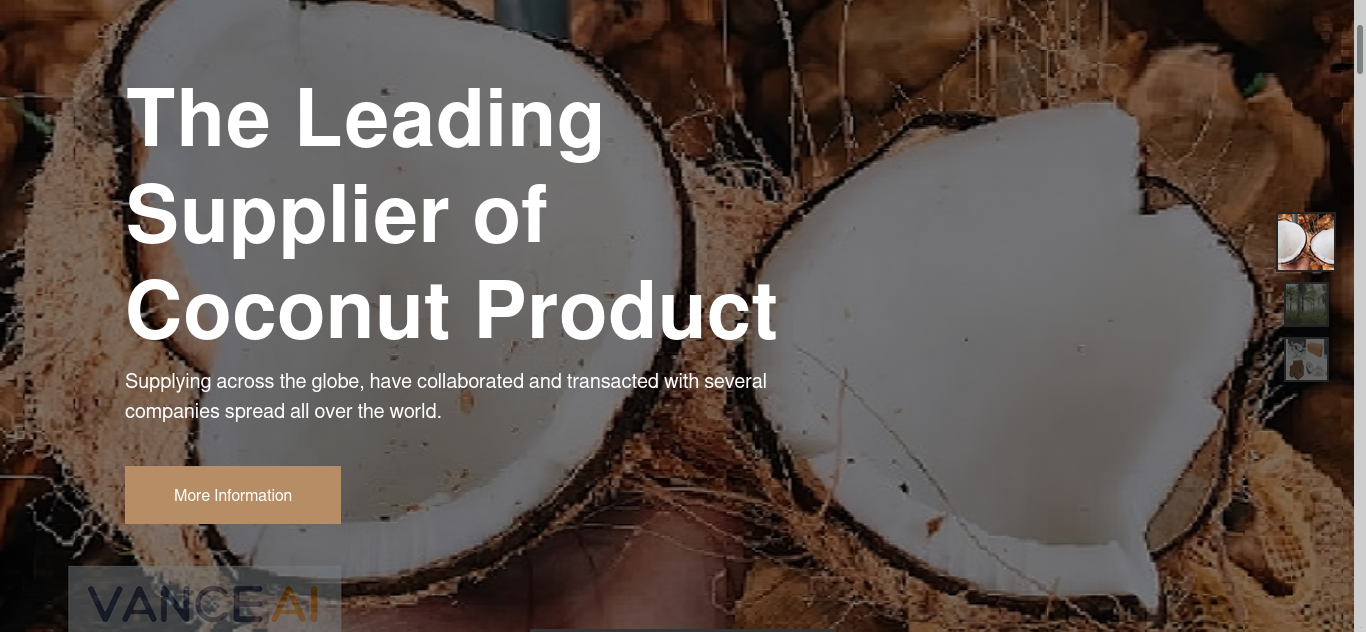 The Leading
Supplier of
Coconut Product
Supplying across the globe, have collaborated and transacted with several
companies spread all over the world.
More Information
VANCE AI